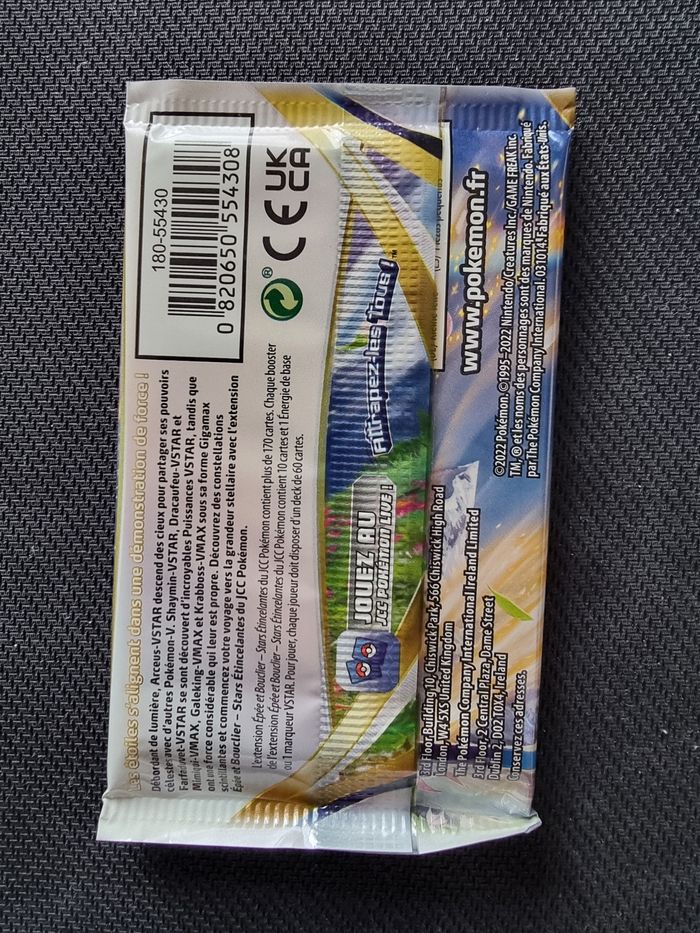 Les étoiles s'alignent dans une démonstration de force !
Débordant de lumière, Arceus-VSTAR descend des cieux pour partager ses pouvoirs
célestes avec d'autres Pokémon-V. Shaymin-VSTAR, Dracaufeu-VSTAR et
Farfurvet-VSTAR se sont découvert d'incroyables Puissances VSTAR, tandis que
Mimiqui-VMAX, Galeking-VMAX et Krabboss-VMAX sous sa forme Gigamax
ont une force considérable qui leur est propre. Découvrez des constellations
scintillantes et commencez votre voyage vers la grandeur stellaire avec l'extension
Épée et Bouclier – Stars Étincelantes du JCC Pokémon.
L'extension Épée et Bouclier – Stars Étincelantes du JCC Pokémon contient plus de 170 cartes. Chaque booster
de l'extension Épée et Bouclier – Stars Étincelantes du JCC Pokémon contient 10 cartes et 1 Énergie de base
ou 1 marqueur VSTAR. Pour jouer, chaque joueur doit disposer d'un deck de 60 cartes.
180-55430
0 820650 554308
CE
UK
CA
JOUEZ AU
JCC POKÉMON LIVE !
Attrapez-les Tous !™
pequeñas
www.pokemon.fr
3rd Floor, Building 10, Chiswick Park, 566 Chiswick High Road
London, W4 5XS United Kingdom
The Pokémon Company International Ireland Limited
3rd Floor, 2 Central Plaza, Dame Street
Dublin 2, D02 T0X4, Ireland
Conservez ces adresses.
©2022 Pokémon. ©1995–2022 Nintendo/Creatures Inc./GAME FREAK inc.
TM, ® et les noms des personnages sont des marques de Nintendo. Fabriqué
par The Pokémon Company International. 0310T4 Fabriqué aux États-Unis.